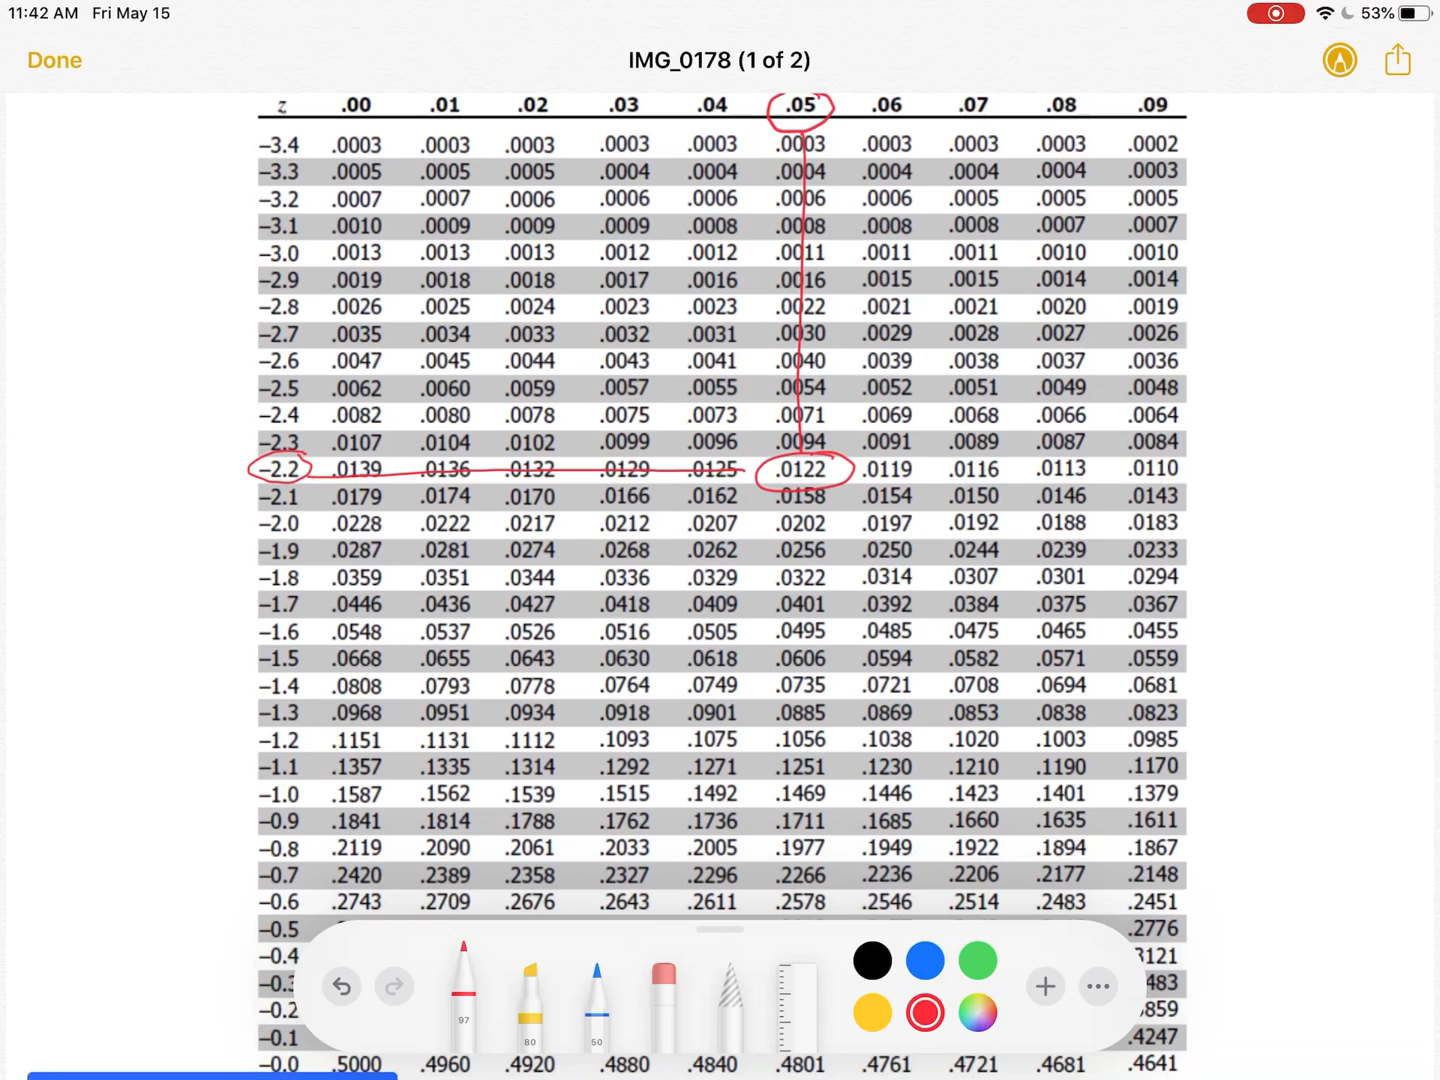 11:42 AM Fri May 15 53%
Done IMG_0178 (1 of 2)
z .00 .01 .02 .03 .04 .05 .06 .07 .08 .09
−3.4 .0003 .0003 .0003 .0003 .0003 .0003 .0003 .0003 .0003 .0002
−3.3 .0005 .0005 .0005 .0004 .0004 .0004 .0004 .0004 .0004 .0003
−3.2 .0007 .0007 .0006 .0006 .0006 .0006 .0006 .0005 .0005 .0005
−3.1 .0010 .0009 .0009 .0009 .0008 .0008 .0008 .0008 .0007 .0007
−3.0 .0013 .0013 .0013 .0012 .0012 .0011 .0011 .0011 .0010 .0010
−2.9 .0019 .0018 .0018 .0017 .0016 .0016 .0015 .0015 .0014 .0014
−2.8 .0026 .0025 .0024 .0023 .0023 .0022 .0021 .0021 .0020 .0019
−2.7 .0035 .0034 .0033 .0032 .0031 .0030 .0029 .0028 .0027 .0026
−2.6 .0047 .0045 .0044 .0043 .0041 .0040 .0039 .0038 .0037 .0036
−2.5 .0062 .0060 .0059 .0057 .0055 .0054 .0052 .0051 .0049 .0048
−2.4 .0082 .0080 .0078 .0075 .0073 .0071 .0069 .0068 .0066 .0064
−2.3 .0107 .0104 .0102 .0099 .0096 .0094 .0091 .0089 .0087 .0084
−2.2 .0139 .0136 .0132 .0129 .0125 .0122 .0119 .0116 .0113 .0110
−2.1 .0179 .0174 .0170 .0166 .0162 .0158 .0154 .0150 .0146 .0143
−2.0 .0228 .0222 .0217 .0212 .0207 .0202 .0197 .0192 .0188 .0183
−1.9 .0287 .0281 .0274 .0268 .0262 .0256 .0250 .0244 .0239 .0233
−1.8 .0359 .0351 .0344 .0336 .0329 .0322 .0314 .0307 .0301 .0294
−1.7 .0446 .0436 .0427 .0418 .0409 .0401 .0392 .0384 .0375 .0367
−1.6 .0548 .0537 .0526 .0516 .0505 .0495 .0485 .0475 .0465 .0455
−1.5 .0668 .0655 .0643 .0630 .0618 .0606 .0594 .0582 .0571 .0559
−1.4 .0808 .0793 .0778 .0764 .0749 .0735 .0721 .0708 .0694 .0681
−1.3 .0968 .0951 .0934 .0918 .0901 .0885 .0869 .0853 .0838 .0823
−1.2 .1151 .1131 .1112 .1093 .1075 .1056 .1038 .1020 .1003 .0985
−1.1 .1357 .1335 .1314 .1292 .1271 .1251 .1230 .1210 .1190 .1170
−1.0 .1587 .1562 .1539 .1515 .1492 .1469 .1446 .1423 .1401 .1379
−0.9 .1841 .1814 .1788 .1762 .1736 .1711 .1685 .1660 .1635 .1611
−0.8 .2119 .2090 .2061 .2033 .2005 .1977 .1949 .1922 .1894 .1867
−0.7 .2420 .2389 .2358 .2327 .2296 .2266 .2236 .2206 .2177 .2148
−0.6 .2743 .2709 .2676 .2643 .2611 .2578 .2546 .2514 .2483 .2451
−0.5 .2776
−0.4 3121
−0.3 483
−0.2 859
−0.1 .4247
−0.0 .5000 .4960 .4920 .4880 .4840 .4801 .4761 .4721 .4681 .4641
97 80 50